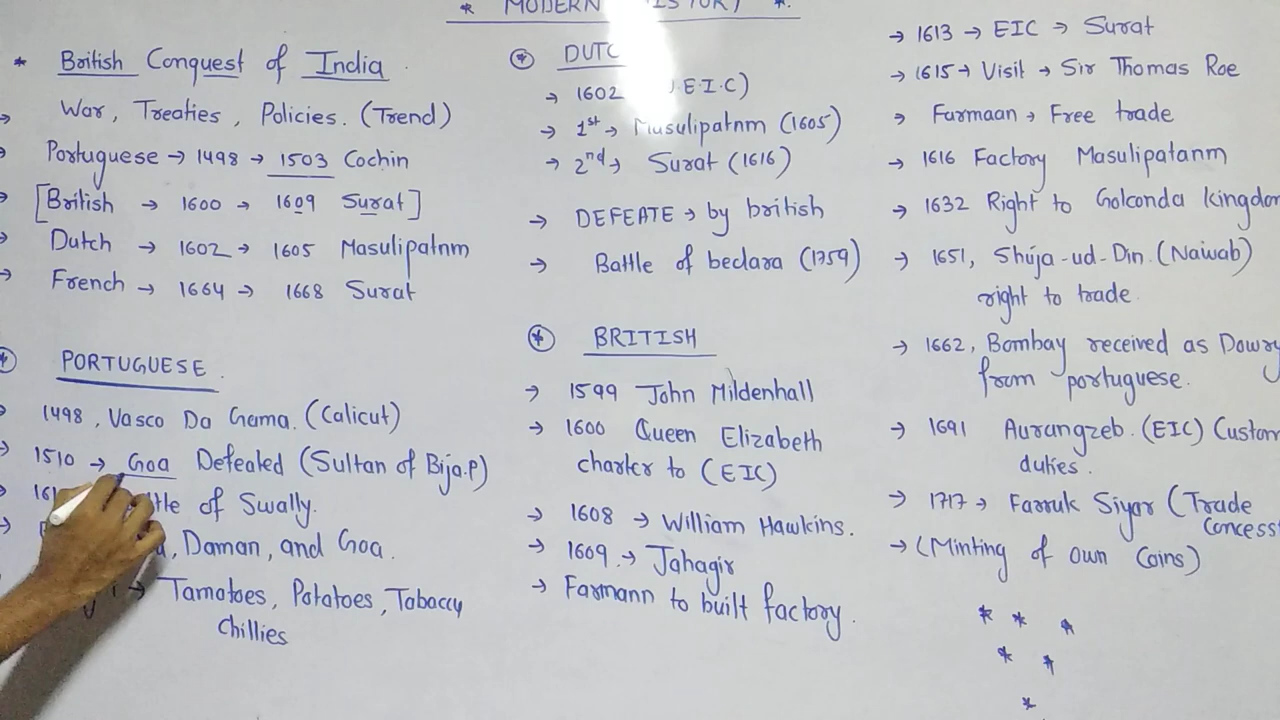 * MODERN HISTORY *
* British Conquest of India
War, Treaties, Policies. (Trend)
Portuguese → 1498 → 1503 Cochin
[British → 1600 → 1609 Surat]
Dutch → 1602 → 1605 Masulipatnm
French → 1664 → 1668 Surat
PORTUGUESE.
1498, Vasco Da Gama. (Calicut)
1510 → Goa Defeated (Sultan of Bija.P)
of Swally.
, Daman, and Goa.
→ Tamatoes, Potatoes, Tobaccy
Chillies
DUTC
→ 1602 .E.I.C)
→ 1st → Masulipatnm (1605)
→ 2nd → Surat (1616)
→ DEFEATE → by british
→ Battle of bedara (1759)
BRITISH
→ 1599 John Mildenhall
→ 1600 Queen Elizabeth
charter to (EIC)
→ 1608 → William Hawkins.
→ 1609. → Jahagir
→ Farmann to built factory.
→ 1613 → EIC → Surat
→ 1615 → Visit → Sir Thomas Roe
→ Farmaan → Free trade
→ 1616 Factory Masulipatanm
→ 1632 Right to Golconda Kingdom
→ 1651, Shuja-ud-Din. (Naiwab)
right to trade.
→ 1662, Bombay received as Dowry
from portuguese.
→ 1691 Aurangzeb. (EIC) Custom
duties.
→ 1717 → Farruk Siyar (Trade
Concess
→ (Minting of own Coins)